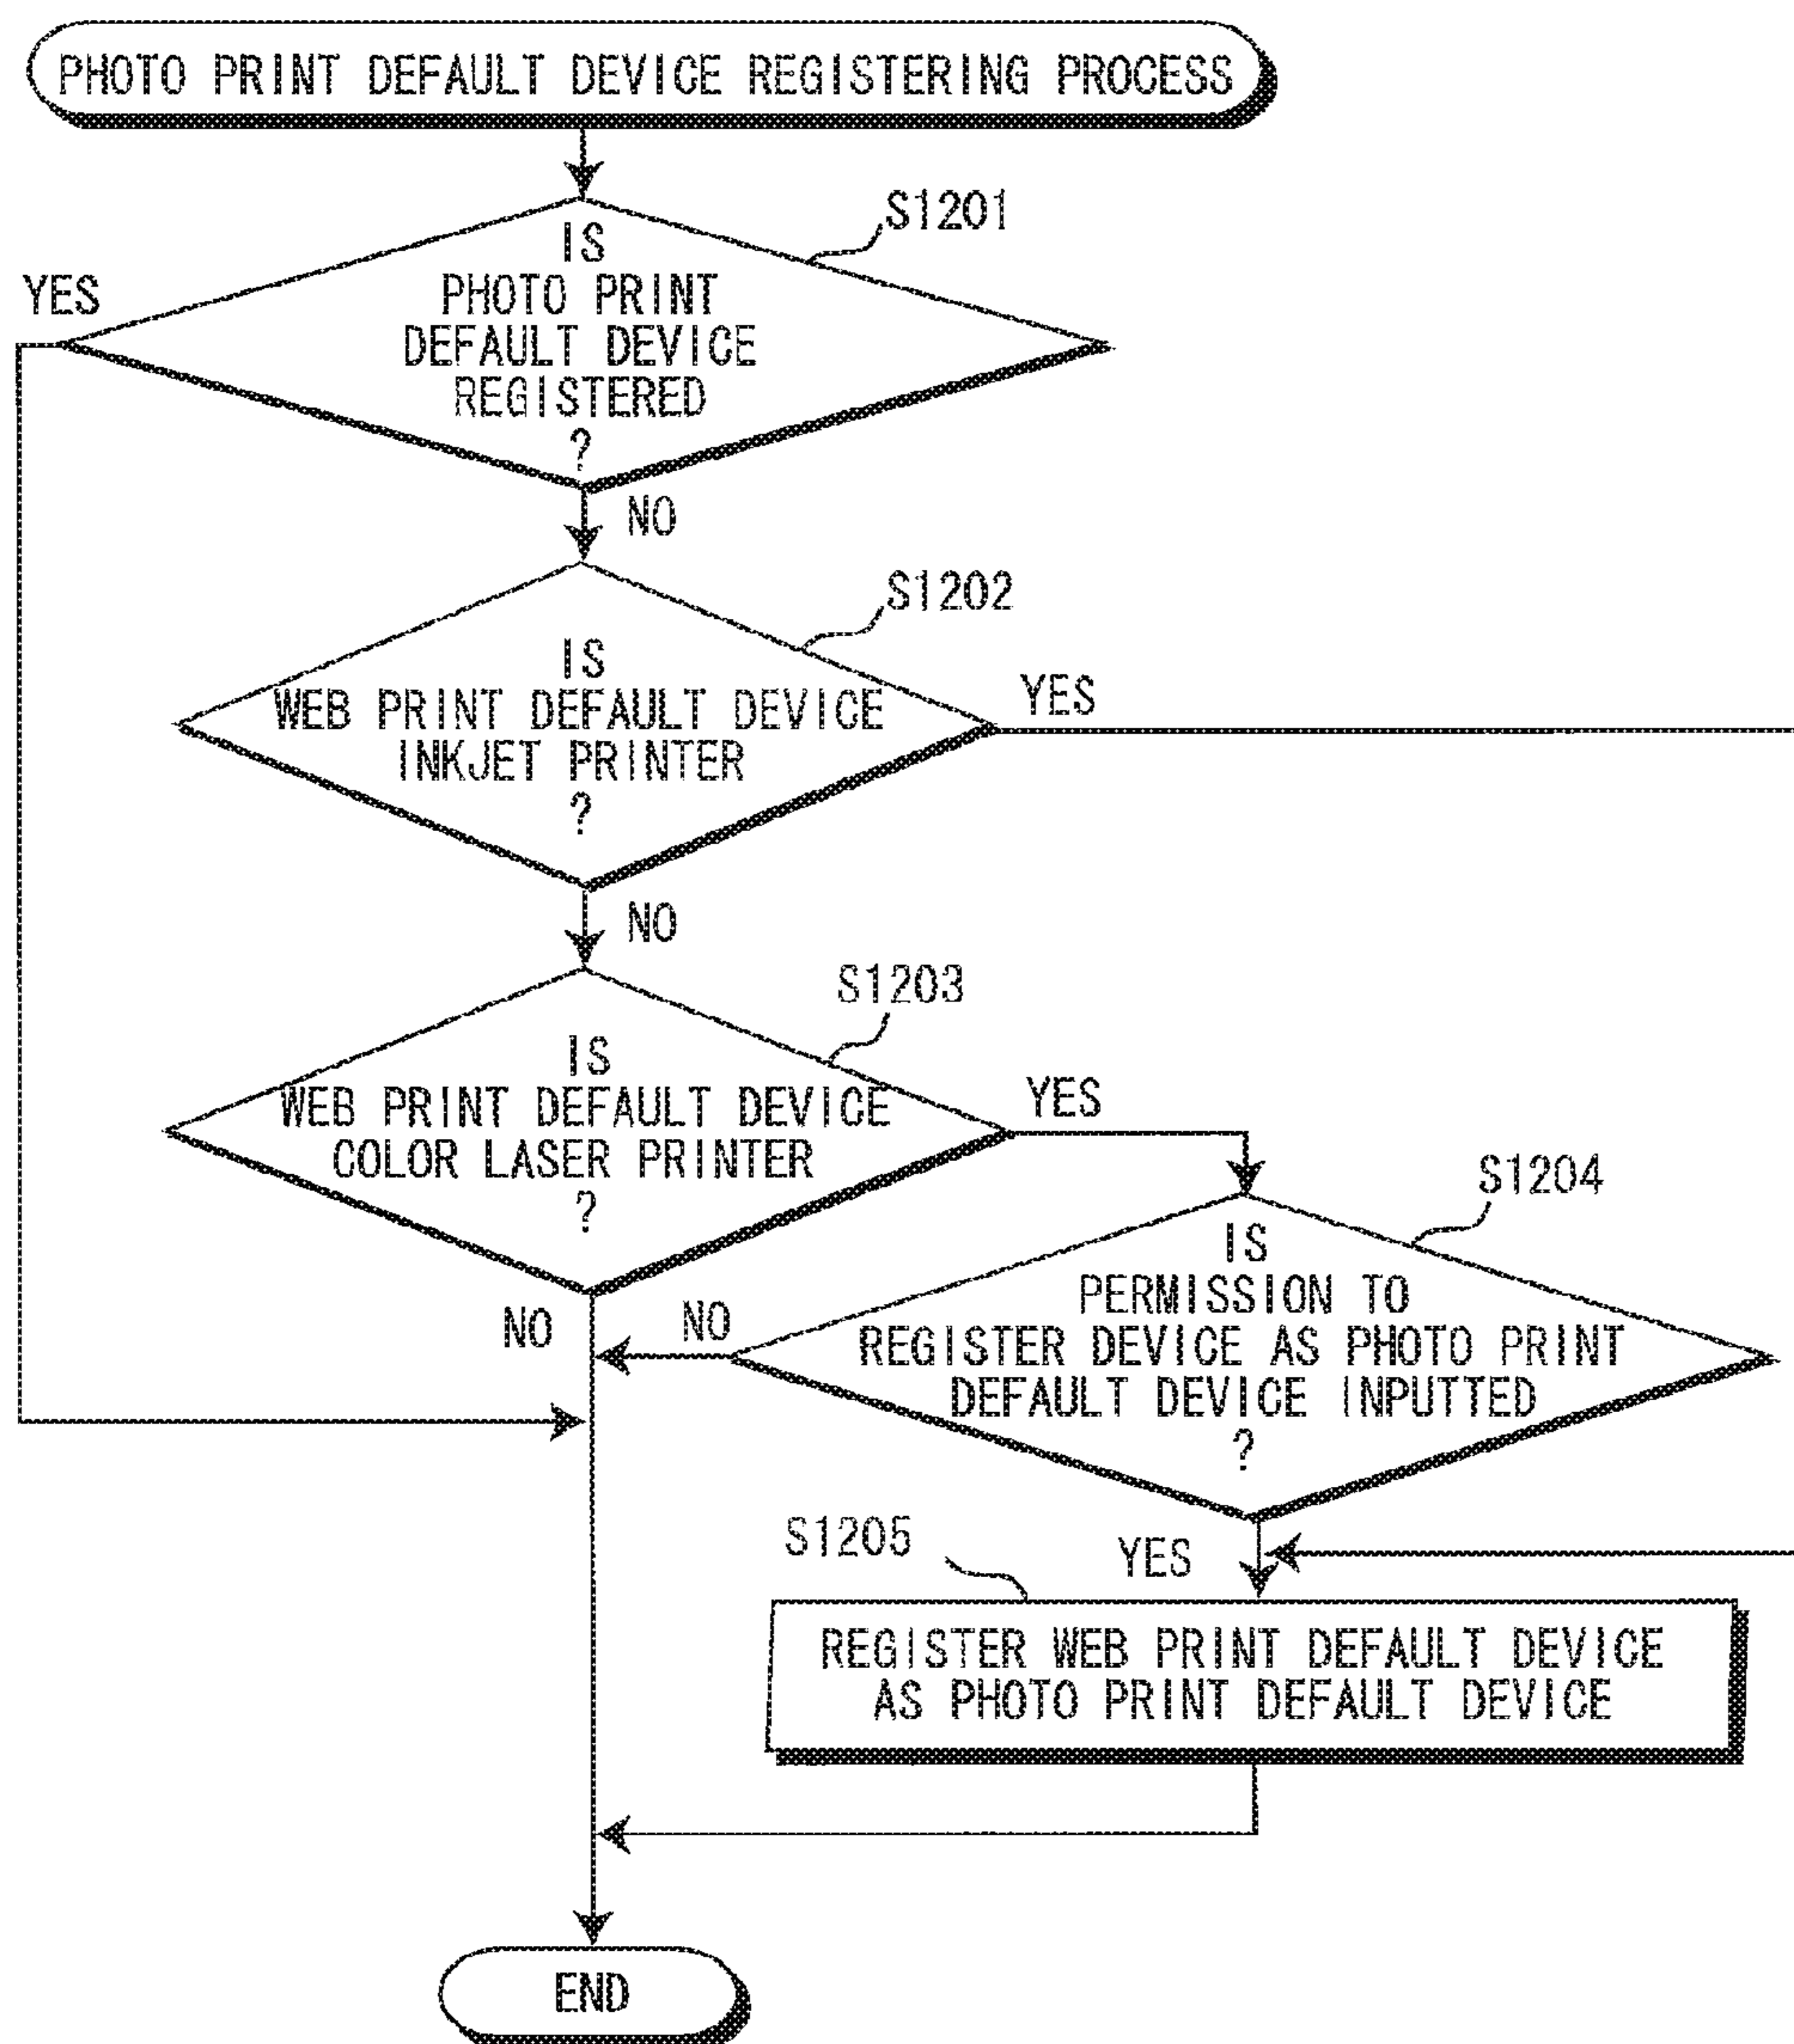 PHOTO PRINT DEFAULT DEVICE REGISTERING PROCESS
S1201
YES
IS
PHOTO PRINT
DEFAULT DEVICE
REGISTERED
?
NO
S1202
IS
WEB PRINT DEFAULT DEVICE
INKJET PRINTER
?
YES
NO
S1203
IS
WEB PRINT DEFAULT DEVICE
COLOR LASER PRINTER
?
YES
NO
S1204
IS
PERMISSION TO
REGISTER DEVICE AS PHOTO PRINT
DEFAULT DEVICE INPUTTED
?
NO
YES
S1205
REGISTER WEB PRINT DEFAULT DEVICE
AS PHOTO PRINT DEFAULT DEVICE
END